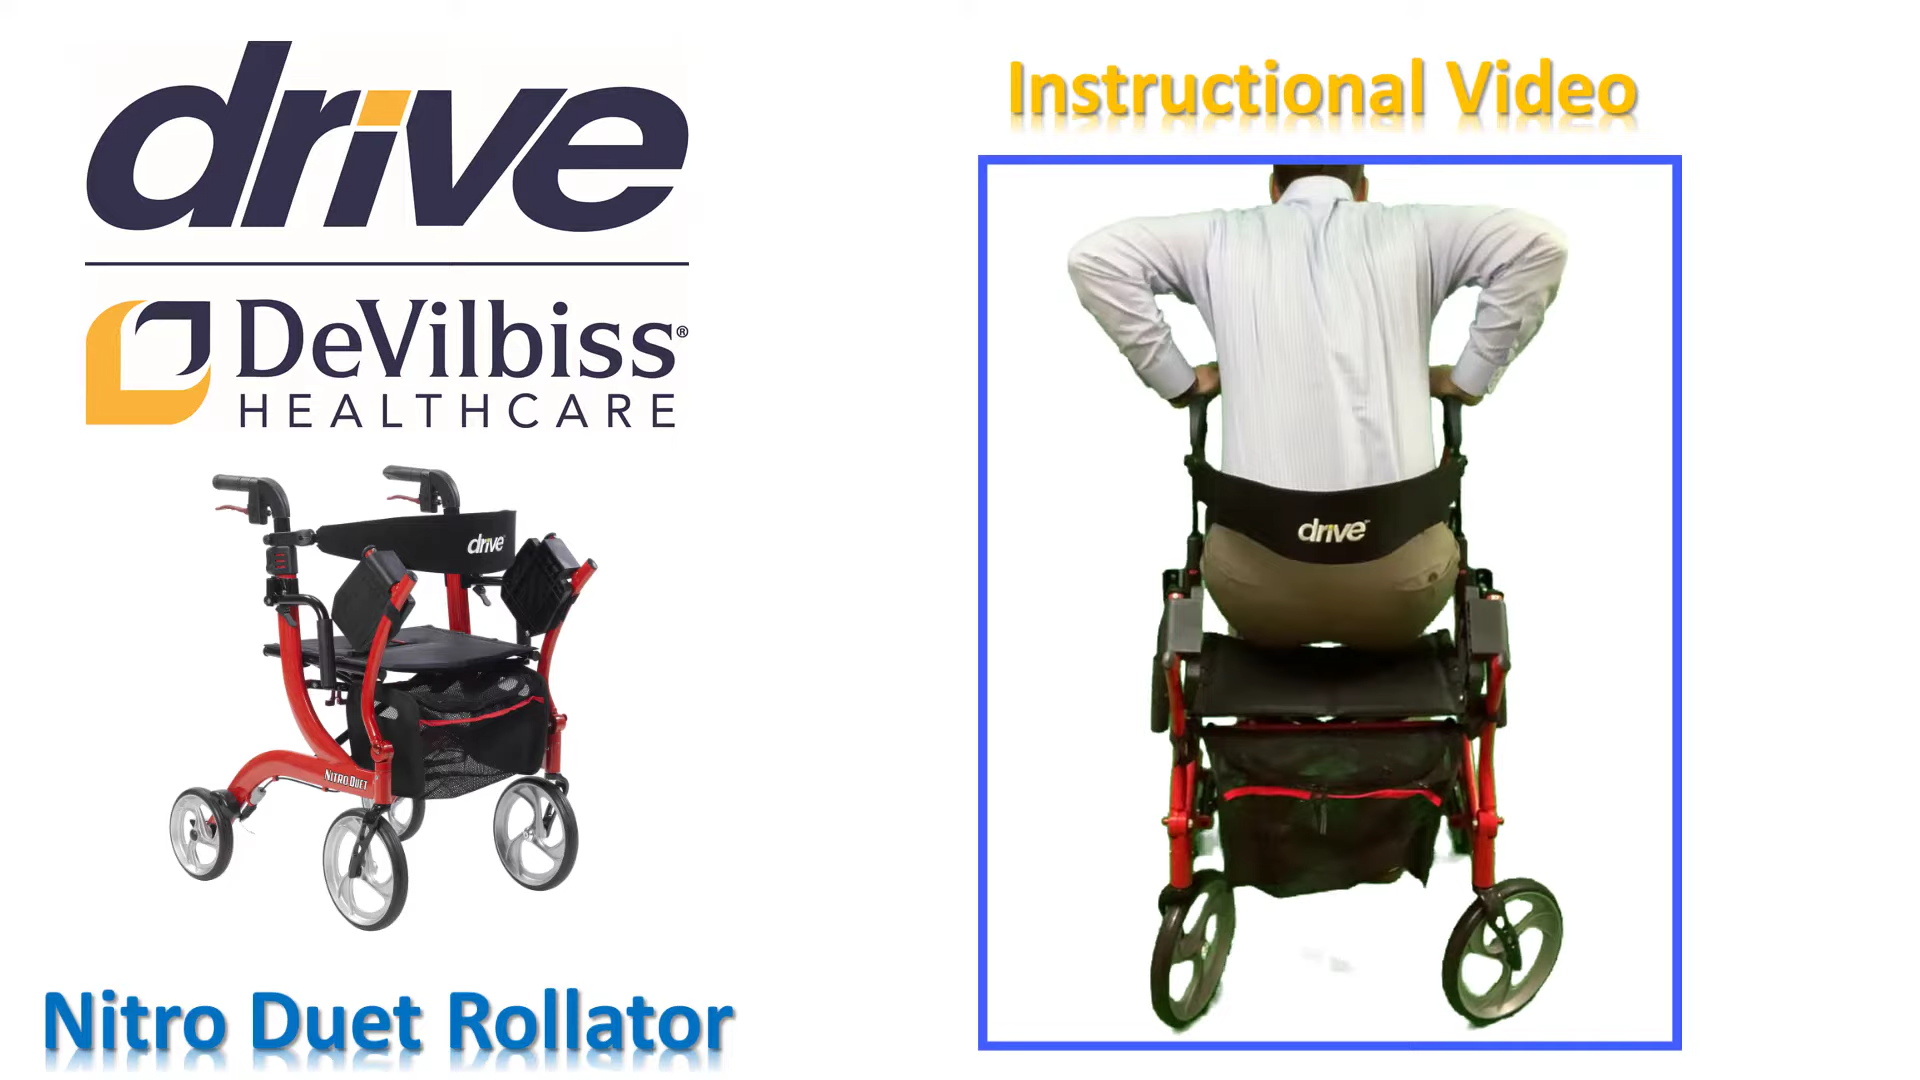 drive
DeVilbiss®
HEALTHCARE
drive
NITRO DUET
Nitro Duet Rollator
Instructional Video
drive